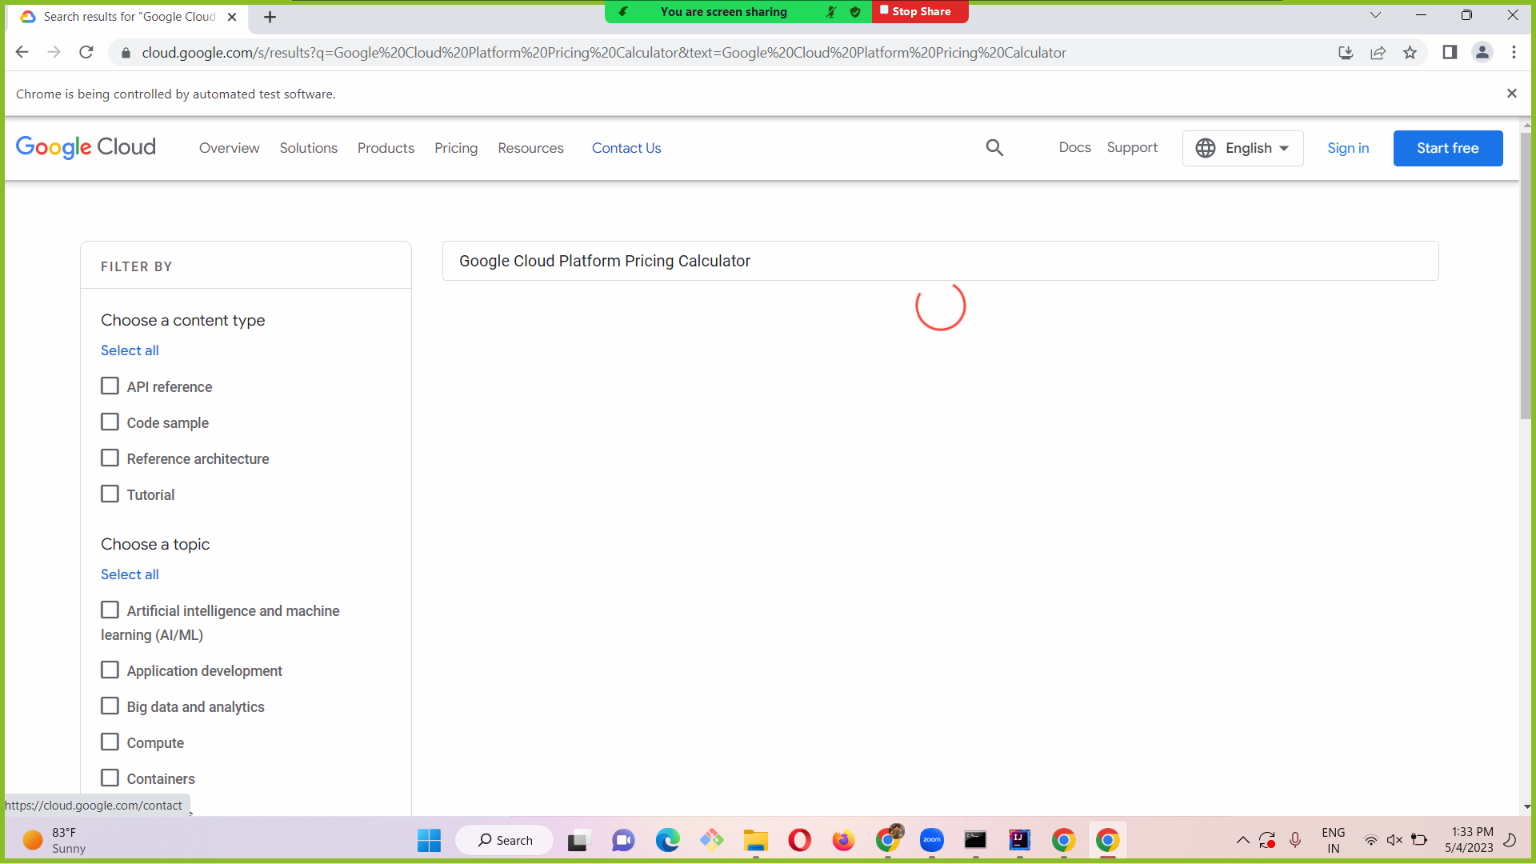 Search results for "Google Cloud
You are screen sharing
Stop Share
cloud.google.com/s/results?q=Google%20Cloud%20Platform%20Pricing%20Calculator&text=Google%20Cloud%20Platform%20Pricing%20Calculator
Chrome is being controlled by automated test software.
Google Cloud
Overview
Solutions
Products
Pricing
Resources
Contact Us
Docs
Support
English
Sign in
Start free
FILTER BY
Google Cloud Platform Pricing Calculator
Choose a content type
Select all
API reference
Code sample
Reference architecture
Tutorial
Choose a topic
Select all
Artificial intelligence and machine
learning (AI/ML)
Application development
Big data and analytics
Compute
Containers
https://cloud.google.com/contact
83°F
Sunny
Search
zoom
IJ
ENG
IN
1:33 PM
5/4/2023